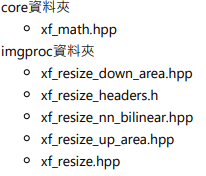 core資料夾
○ xf_math.hpp
imgproc資料夾
○ xf_resize_down_area.hpp
○ xf_resize_headers.h
○ xf_resize_nn_bilinear.hpp
○ xf_resize_up_area.hpp
○ xf_resize.hpp